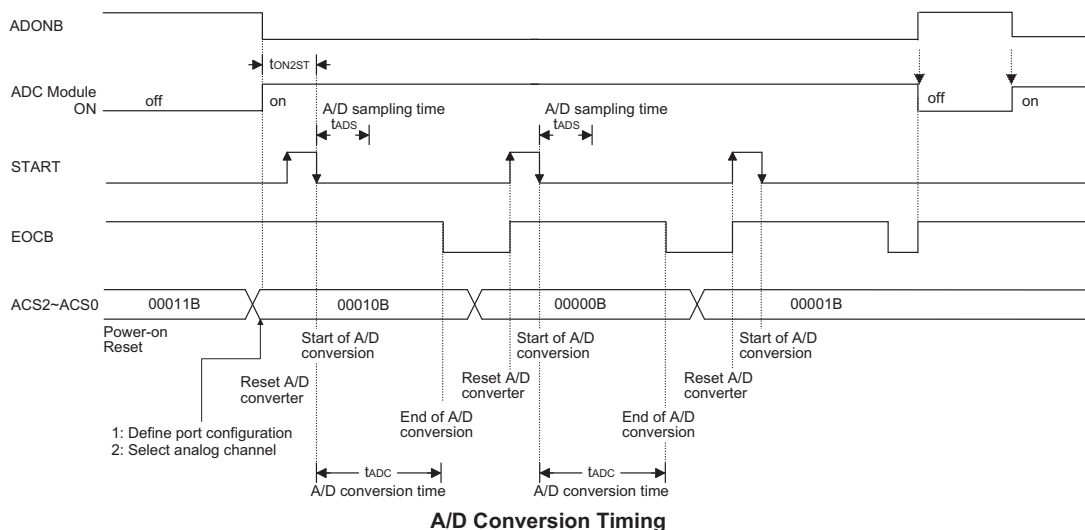 ADONB
tON2ST
ADC Module
ON
off
on
off
on
A/D sampling time
tADS
A/D sampling time
tADS
START
EOCB
ACS2~ACS0
00011B
00010B
00000B
00001B
Power-on
Reset
Start of A/D
conversion
Start of A/D
conversion
Start of A/D
conversion
Reset A/D
converter
Reset A/D
converter
Reset A/D
converter
1: Define port configuration
2: Select analog channel
End of A/D
conversion
End of A/D
conversion
tADC
A/D conversion time
tADC
A/D conversion time
A/D Conversion Timing